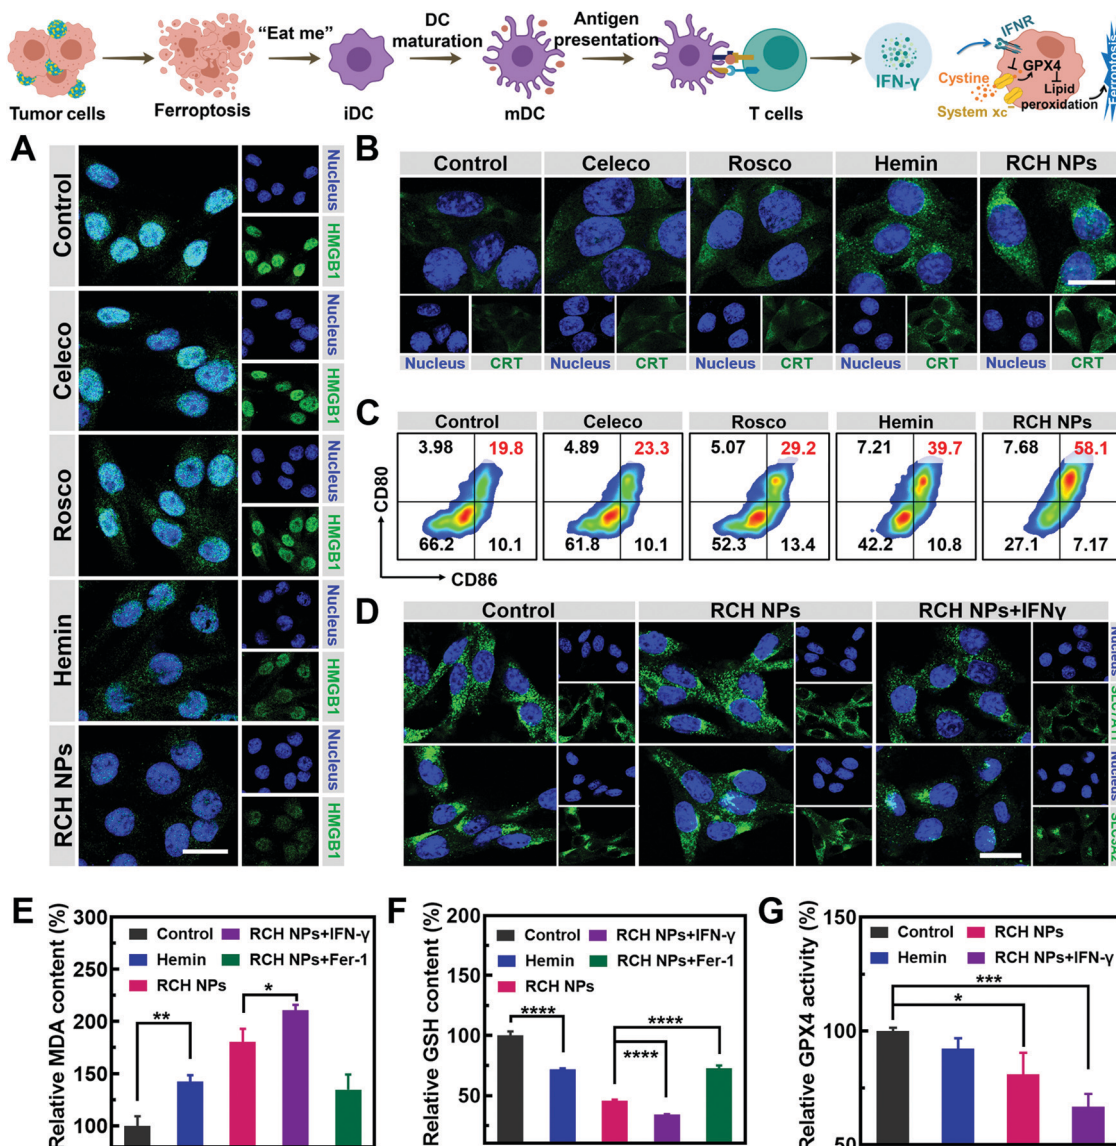 "Eat me"
DC
maturation
Antigen
presentation
IFNR
GPX4
Cystine
Lipid
peroxidation
System xc-
Ferroptosis
IFN-γ
Tumor cells
Ferroptosis
iDC
mDC
T cells
A
Control
Nucleus
HMGB1
Celeco
Nucleus
HMGB1
Rosco
Nucleus
HMGB1
Hemin
Nucleus
HMGB1
RCH NPs
Nucleus
HMGB1
B
Control Celeco Rosco Hemin RCH NPs
Nucleus CRT Nucleus CRT Nucleus CRT Nucleus CRT Nucleus CRT
C
Control Celeco Rosco Hemin RCH NPs
3.98 19.8 4.89 23.3 5.07 29.2 7.21 39.7 7.68 58.1
66.2 10.1 61.8 10.1 52.3 13.4 42.2 10.8 27.1 7.17
CD80
CD86
D
Control RCH NPs RCH NPs+IFNγ
Nucleus
SLC7A11
Nucleus
SLC3A2
E
Relative MDA content (%)
300
250
200
150
100
Control
Hemin
RCH NPs
RCH NPs+IFN-γ
RCH NPs+Fer-1
**
*
F
Relative GSH content (%)
200
150
100
50
Control
Hemin
RCH NPs
RCH NPs+IFN-γ
RCH NPs+Fer-1
****
****
****
G
Relative GPX4 activity (%)
150
100
50
Control
Hemin
RCH NPs
RCH NPs+IFN-γ
***
*